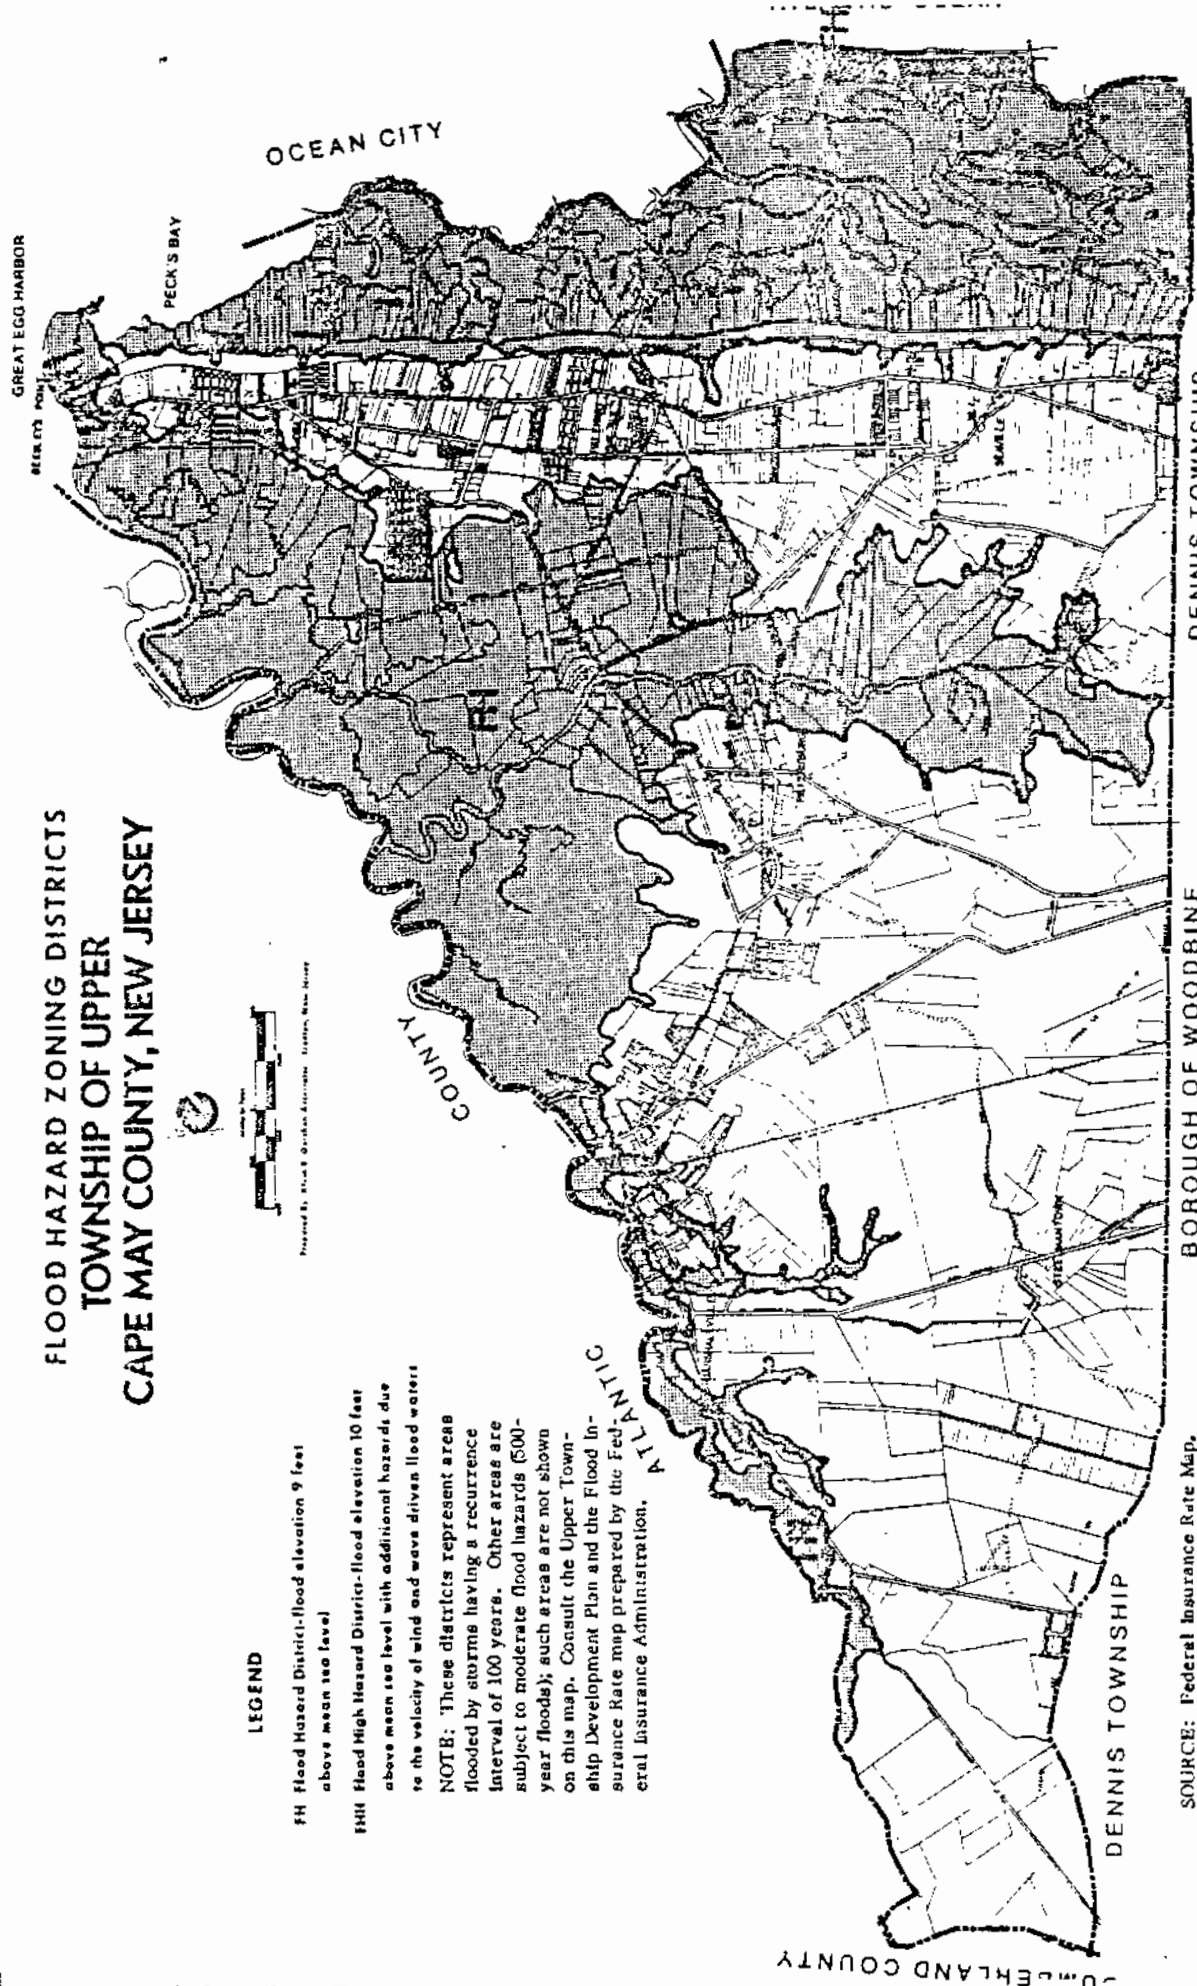 FLOOD HAZARD ZONING DISTRICTS
TOWNSHIP OF UPPER
CAPE MAY COUNTY, NEW JERSEY
LEGEND
FH Flood Hazard District-flood elevation 9 feet
above mean sea level
FHH Flood High Hazard District-flood elevation 10 feet
above mean sea level with additional hazards due
to the velocity of wind and wave driven flood waters
NOTE: These districts represent areas
flooded by storms having a recurrence
interval of 100 years. Other areas are
subject to moderate flood hazards (500-
year floods); such areas are not shown
on this map. Consult the Upper Town-
ship Development Plan and the Flood In-
surance Rate map prepared by the Fed-
eral Insurance Administration.
GREAT EGG HARBOR
BEESLEY'S POINT
PECK'S BAY
OCEAN CITY
OCEAN
ATLANTIC COUNTY
FH
SEAVILLE
DENNIS TOWNSHIP
BOROUGH OF WOODBINE
DENNIS TOWNSHIP
COUNTY
SOURCE: Federal Insurance Rate Map.